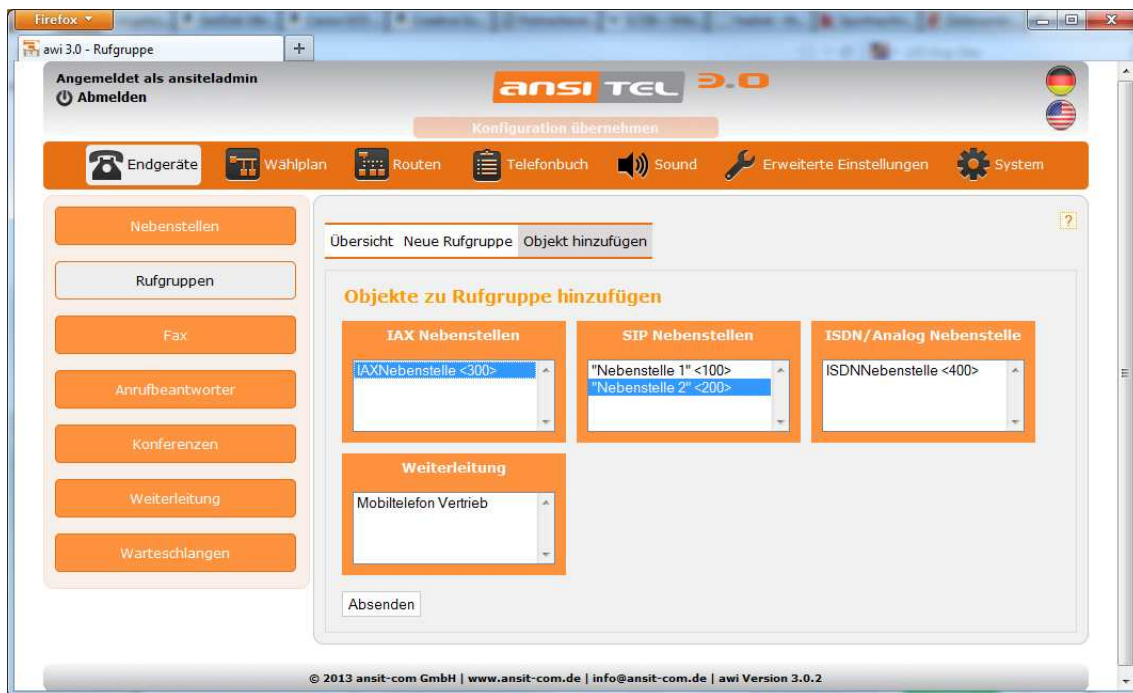 Firefox
awi 3.0 - Rufgruppe
+
Angemeldet als ansiteladmin
Abmelden
ansi TEL 3.0
Konfiguration übernehmen
Endgeräte Wählplan Routen Telefonbuch Sound Erweiterte Einstellungen System
Nebenstellen
Rufgruppen
Fax
Anrufbeantworter
Konferenzen
Weiterleitung
Warteschlangen
?
Übersicht Neue Rufgruppe Objekt hinzufügen
Objekte zu Rufgruppe hinzufügen
IAX Nebenstellen
IAXNebenstelle <300>
SIP Nebenstellen
"Nebenstelle 1" <100>
"Nebenstelle 2" <200>
ISDN/Analog Nebenstelle
ISDNNebenstelle <400>
Weiterleitung
Mobiltelefon Vertrieb
Absenden
© 2013 ansit-com GmbH | www.ansit-com.de | info@ansit-com.de | awi Version 3.0.2